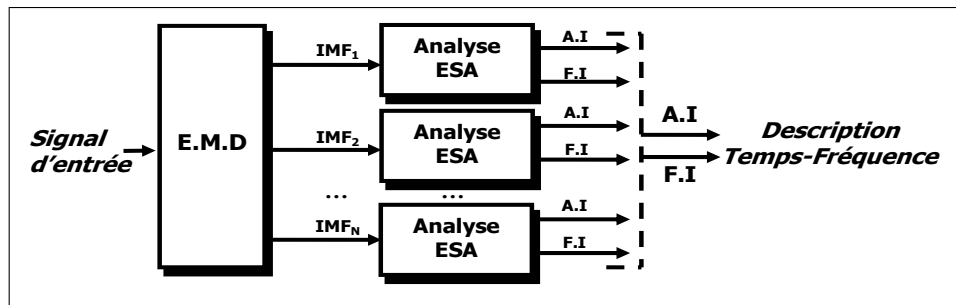 Signal
d'entrée
E.M.D
IMF1
Analyse
ESA
A.I
F.I
IMF2
Analyse
ESA
A.I
F.I
...
...
IMFN
Analyse
ESA
A.I
F.I
A.I
F.I
Description
Temps-Fréquence